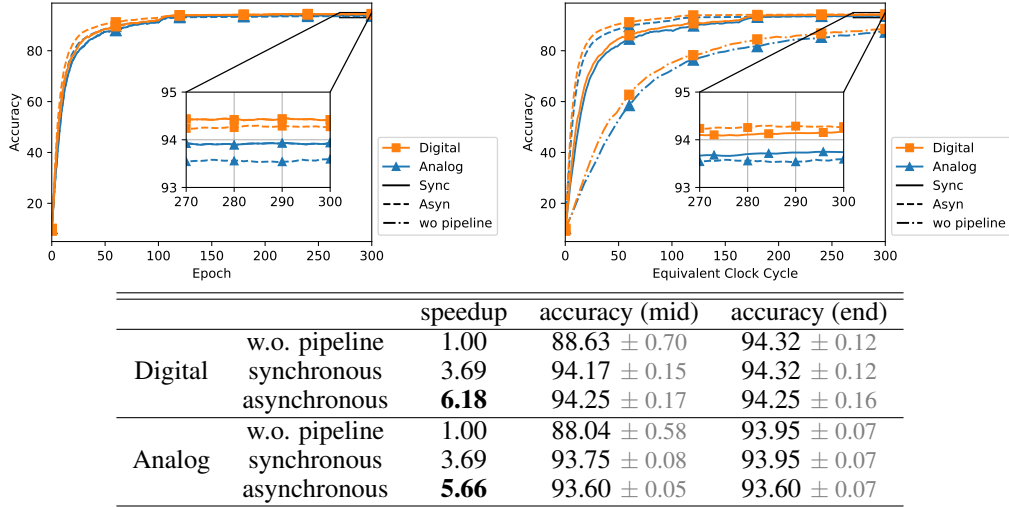 Accuracy
80
60
40
20
0
50
100
150
200
250
300
Epoch
95
94
93
270
280
290
300
Digital
Analog
Sync
Asyn
wo pipeline
Accuracy
80
60
40
20
0
50
100
150
200
250
300
Equivalent Clock Cycle
95
94
93
270
280
290
300
Digital
Analog
Sync
Asyn
wo pipeline
speedup accuracy (mid) accuracy (end)
w.o. pipeline 1.00 88.63 ± 0.70 94.32 ± 0.12
Digital synchronous 3.69 94.17 ± 0.15 94.32 ± 0.12
asynchronous 6.18 94.25 ± 0.17 94.25 ± 0.16
w.o. pipeline 1.00 88.04 ± 0.58 93.95 ± 0.07
Analog synchronous 3.69 93.75 ± 0.08 93.95 ± 0.07
asynchronous 5.66 93.60 ± 0.05 93.60 ± 0.07